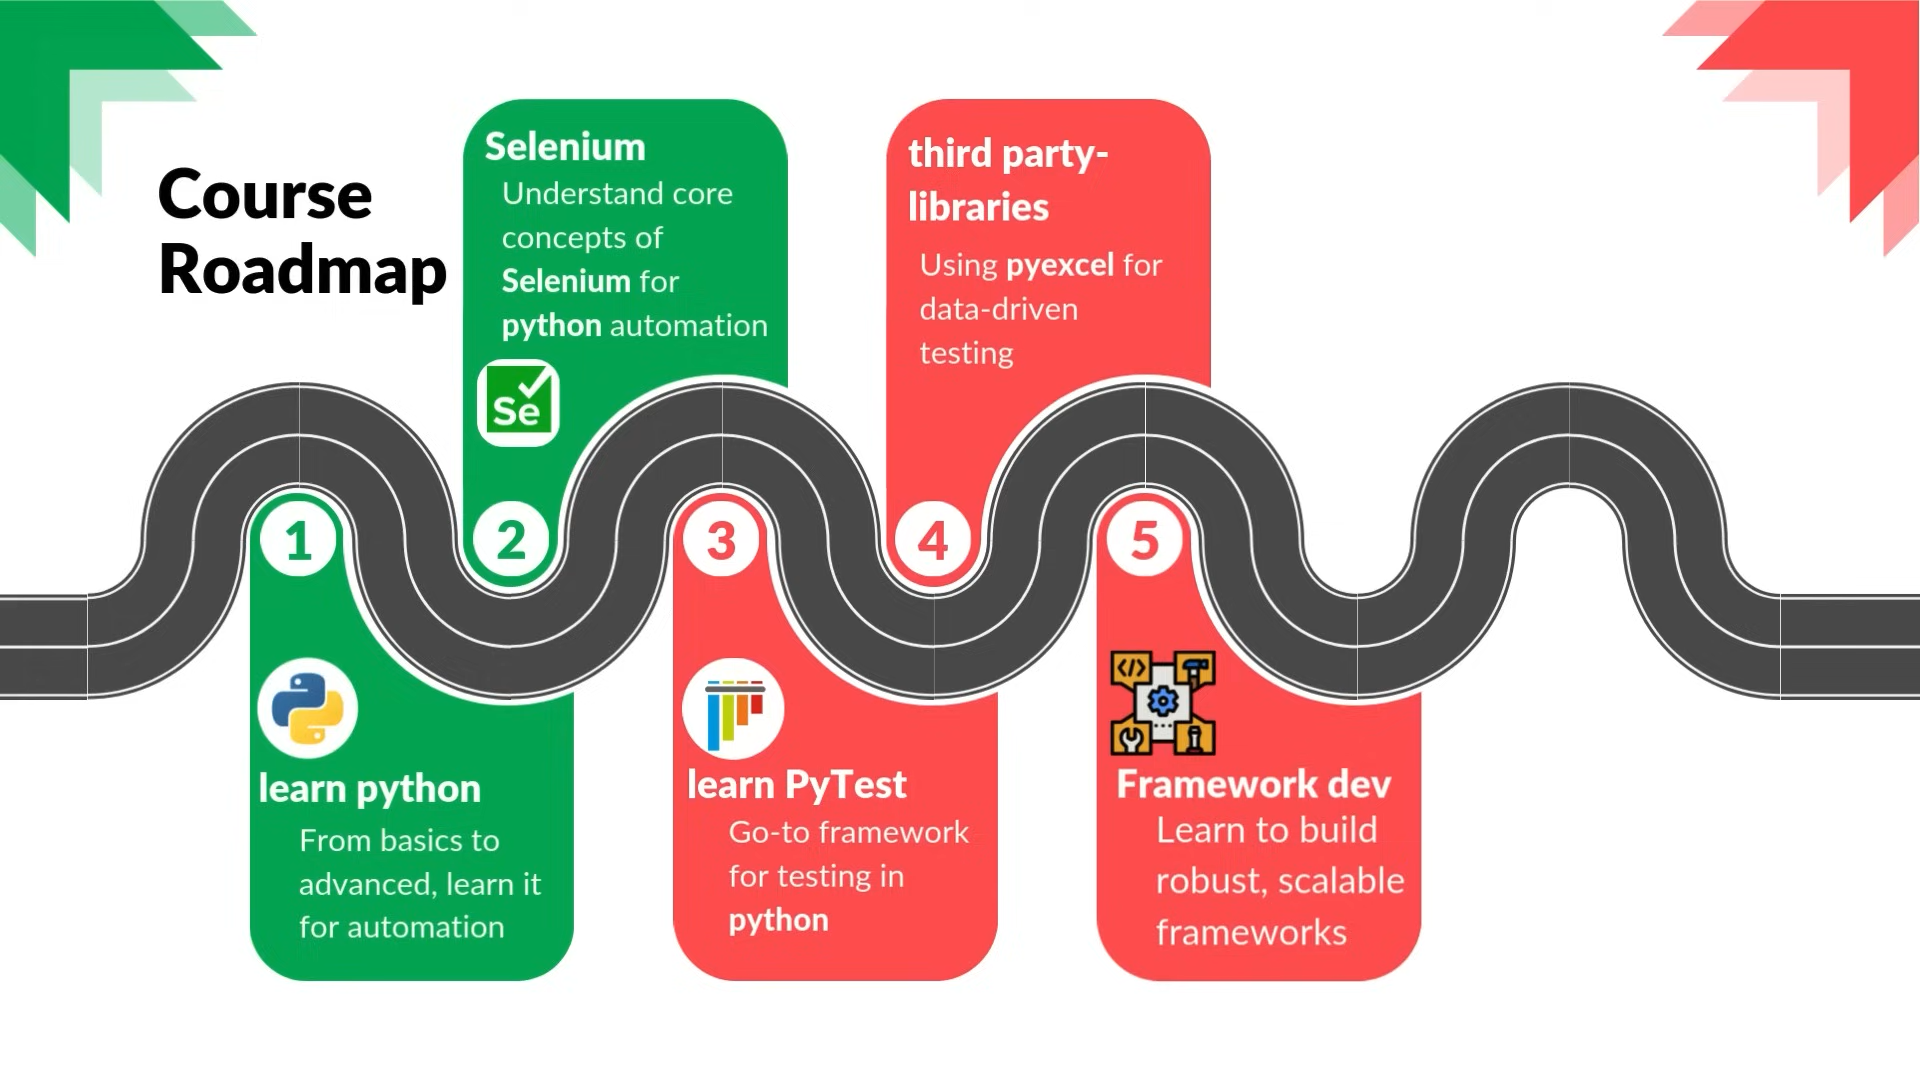 Course
Roadmap
1
learn python
From basics to
advanced, learn it
for automation
Selenium
Understand core
concepts of
Selenium for
python automation
Se
2
3
learn PyTest
Go-to framework
for testing in
python
third party-
libraries
Using pyexcel for
data-driven
testing
4
5
</>
Framework dev
Learn to build
robust, scalable
frameworks